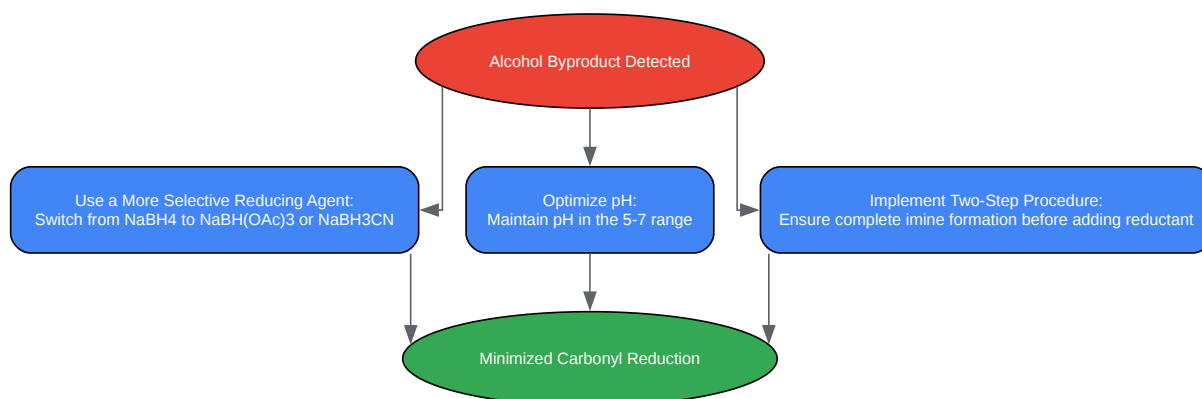 Alcohol Byproduct Detected
Use a More Selective Reducing Agent:
Switch from NaBH4 to NaBH(OAc)3 or NaBH3CN
Optimize pH:
Maintain pH in the 5-7 range
Implement Two-Step Procedure:
Ensure complete imine formation before adding reductant
Minimized Carbonyl Reduction